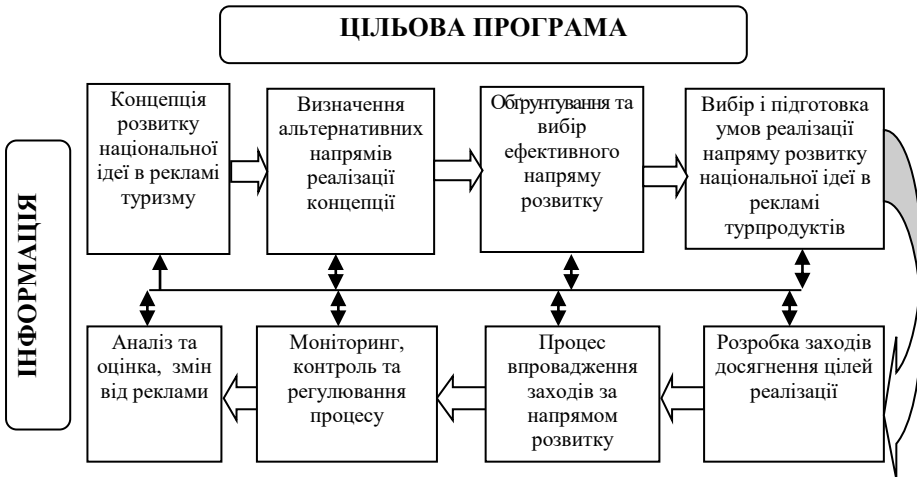 ЦІЛЬОВА ПРОГРАМА
ІНФОРМАЦІЯ
Концепція
розвитку
національної
ідеї в рекламі
туризму
Визначення
альтернативних
напрямів
реалізації
концепції
Обґрунтування та
вибір
ефективного
напряму
розвитку
Вибір і підготовка
умов реалізації
напряму розвитку
національної ідеї в
рекламі
турпродуктів
Аналіз та
оцінка, змін
від реклами
Моніторинг,
контроль та
регулювання
процесу
Процес
впровадження
заходів за
напрямом
розвитку
Розробка заходів
досягнення цілей
реалізації